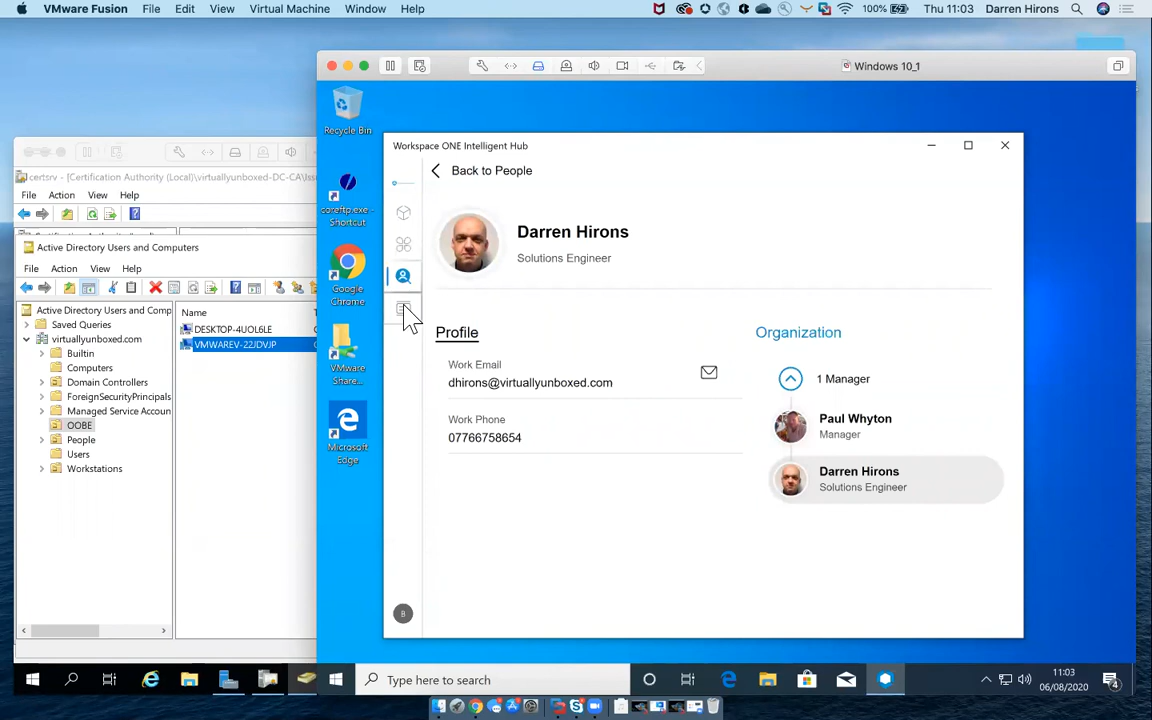 VMware Fusion File Edit View Virtual Machine Window Help 100% Thu 11:03 Darren Hirons
Windows 10_1
Recycle Bin
coreftp.exe - Shortcut
Google Chrome
VMware Share...
Microsoft Edge
Workspace ONE Intelligent Hub
Back to People
Darren Hirons
Solutions Engineer
Profile
Work Email
dhirons@virtuallyunboxed.com
Work Phone
07766758654
Organization
1 Manager
Paul Whyton
Manager
Darren Hirons
Solutions Engineer
B
certsrv - [Certification Authority (Local)\virtuallyunboxed-DC-CA\Issu
File Action View Help
Active Directory Users and Computers
File Action View Help
Active Directory Users and Comp
Saved Queries
virtuallyunboxed.com
Builtin
Computers
Domain Controllers
ForeignSecurityPrincipals
Managed Service Accoun
OOBE
People
Users
Workstations
Name
DESKTOP-4UOL6LE
VMWAREV-22JDVJP
Type here to search
11:03
06/08/2020
4